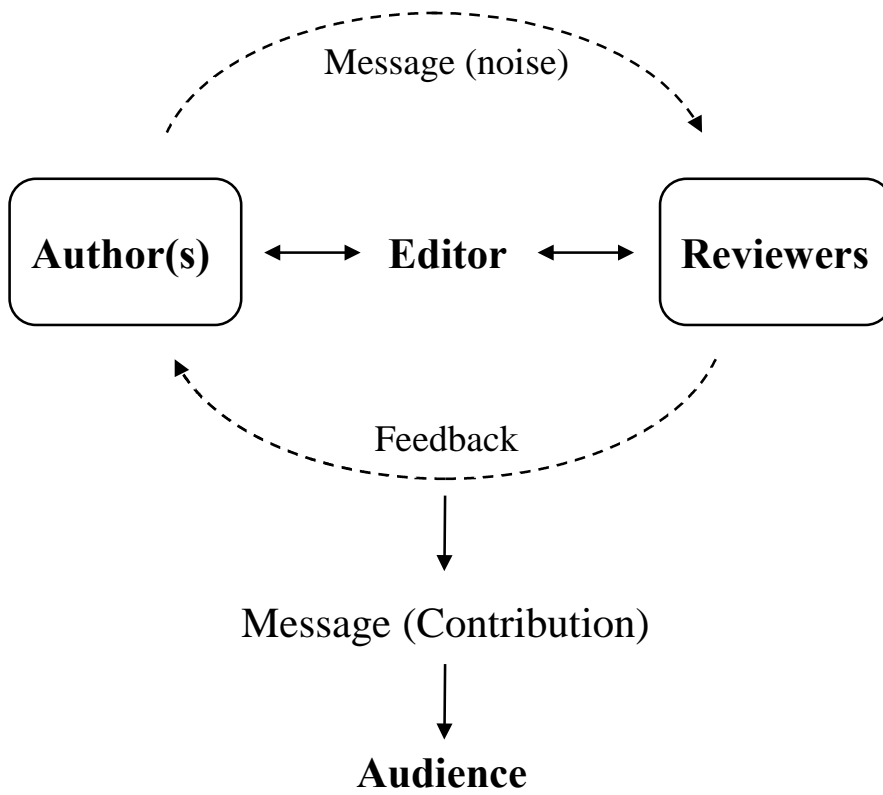 Message (noise)
Author(s) Editor Reviewers
Feedback
Message (Contribution)
Audience